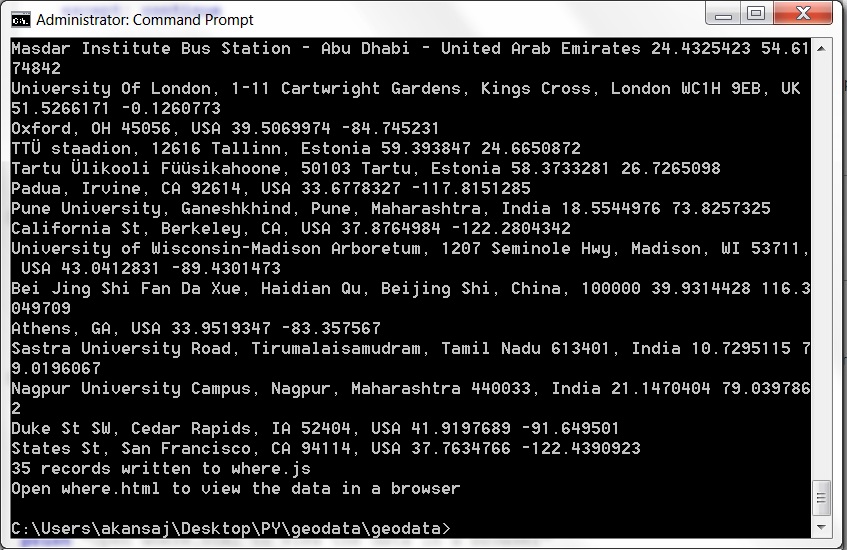 Administrator: Command Prompt
Masdar Institute Bus Station - Abu Dhabi - United Arab Emirates 24.4325423 54.61
74842
University Of London, 1-11 Cartwright Gardens, Kings Cross, London WC1H 9EB, UK
51.5266171 -0.1260773
Oxford, OH 45056, USA 39.5069974 -84.745231
TTÜ staadion, 12616 Tallinn, Estonia 59.393847 24.6650872
Tartu Ülikooli Füüsikahoone, 50103 Tartu, Estonia 58.3733281 26.7265098
Padua, Irvine, CA 92614, USA 33.6778327 -117.8151285
Pune University, Ganeshkhind, Pune, Maharashtra, India 18.5544976 73.8257325
California St, Berkeley, CA, USA 37.8764984 -122.2804342
University of Wisconsin-Madison Arboretum, 1207 Seminole Hwy, Madison, WI 53711,
USA 43.0412831 -89.4301473
Bei Jing Shi Fan Da Xue, Haidian Qu, Beijing Shi, China, 100000 39.9314428 116.3
049709
Athens, GA, USA 33.9519347 -83.357567
Sastra University Road, Tirumalaisamudram, Tamil Nadu 613401, India 10.7295115 7
9.0196067
Nagpur University Campus, Nagpur, Maharashtra 440033, India 21.1470404 79.039786
2
Duke St SW, Cedar Rapids, IA 52404, USA 41.9197689 -91.649501
States St, San Francisco, CA 94114, USA 37.7634766 -122.4390923
35 records written to where.js
Open where.html to view the data in a browser
C:\Users\akansaj\Desktop\PY\geodata\geodata>